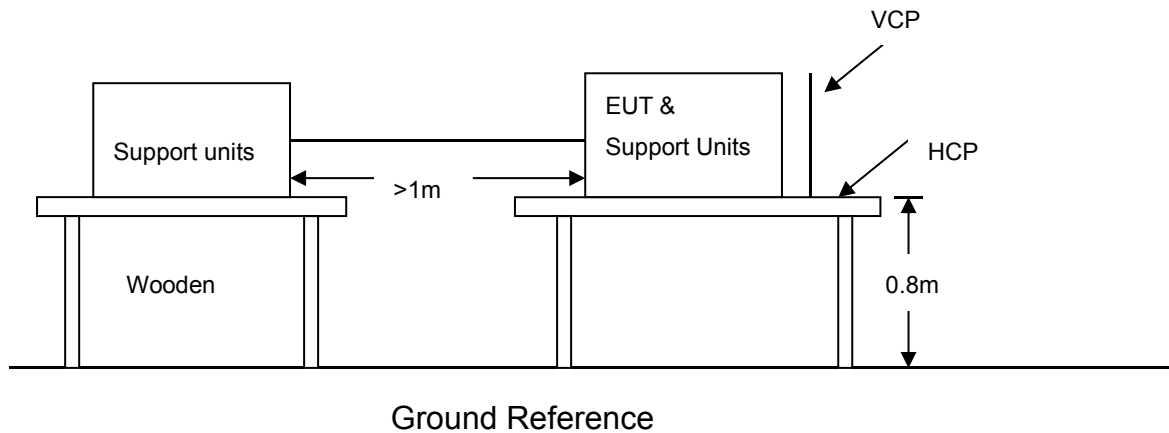 VCP
EUT &
Support Units
Support units
HCP
>1m
Wooden
0.8m
Ground Reference